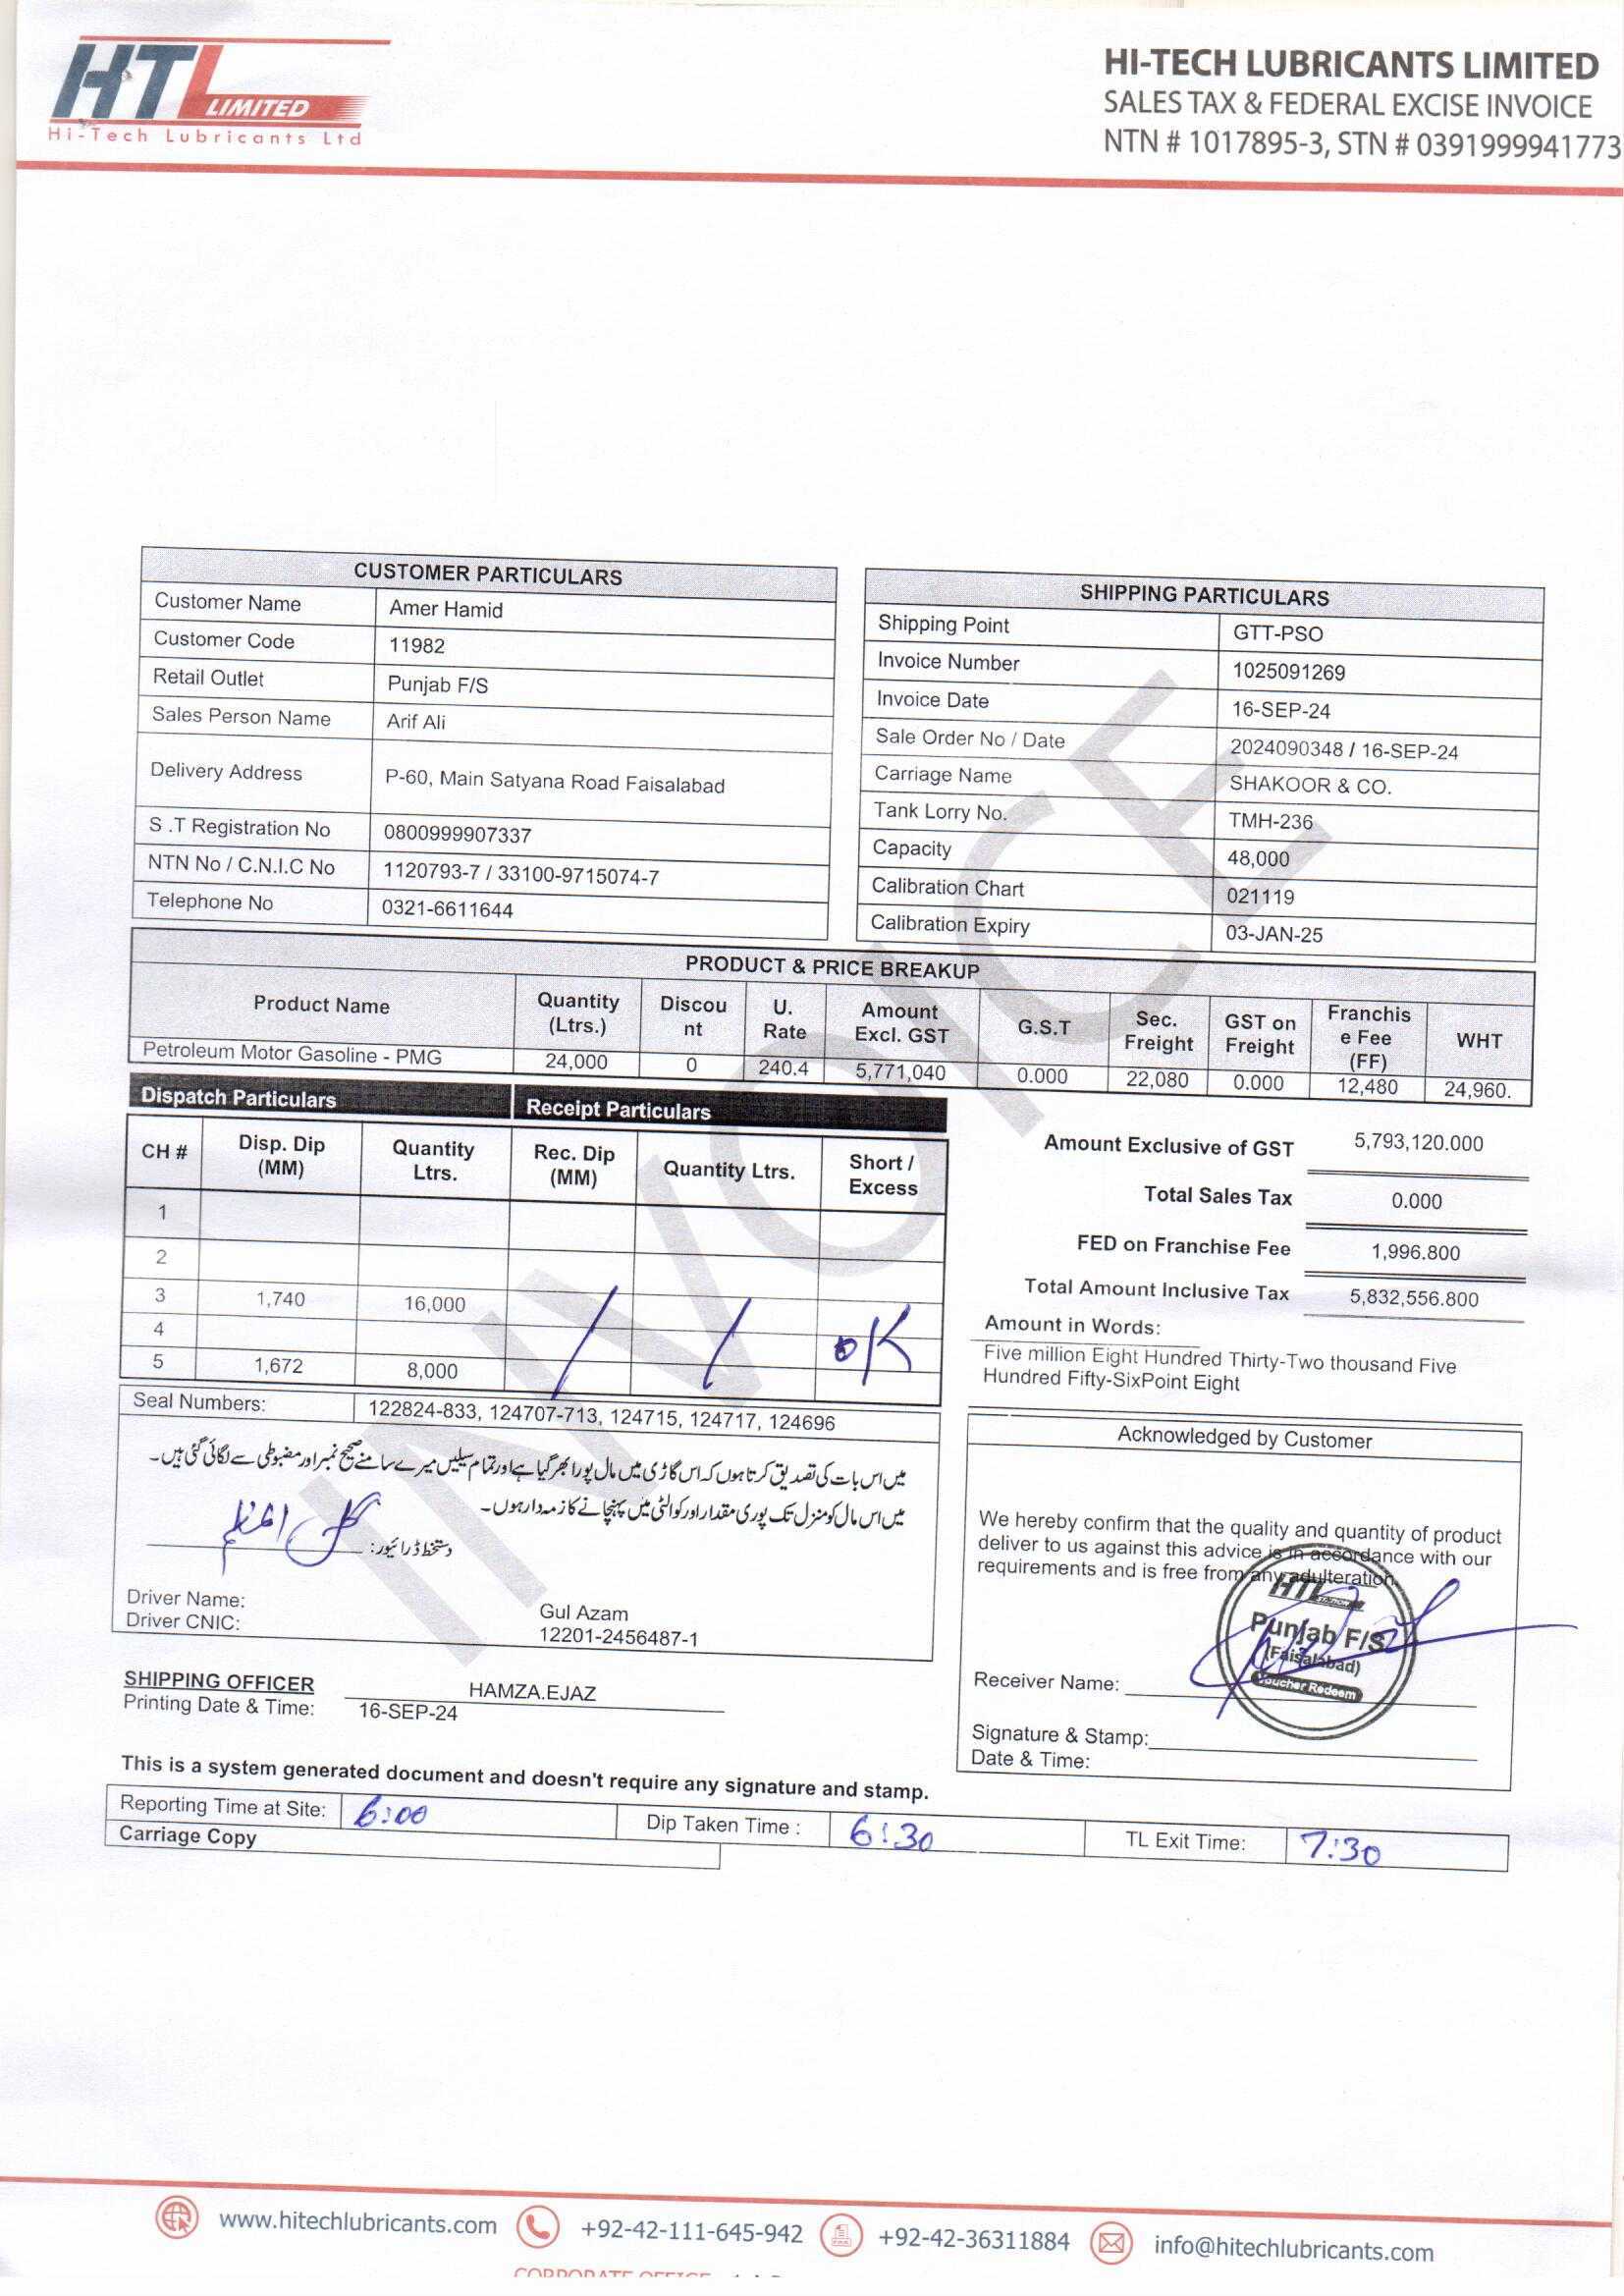 HTL LIMITED
Hi-Tech Lubricants Ltd
HI-TECH LUBRICANTS LIMITED
SALES TAX & FEDERAL EXCISE INVOICE
NTN # 1017895-3, STN # 0391999941773
INVOICE
CUSTOMER PARTICULARS
Customer Name Amer Hamid
Customer Code 11982
Retail Outlet Punjab F/S
Sales Person Name Arif Ali
Delivery Address P-60, Main Satyana Road Faisalabad
S .T Registration No 0800999907337
NTN No / C.N.I.C No 1120793-7 / 33100-9715074-7
Telephone No 0321-6611644
SHIPPING PARTICULARS
Shipping Point GTT-PSO
Invoice Number 1025091269
Invoice Date 16-SEP-24
Sale Order No / Date 2024090348 / 16-SEP-24
Carriage Name SHAKOOR & CO.
Tank Lorry No. TMH-236
Capacity 48,000
Calibration Chart 021119
Calibration Expiry 03-JAN-25
PRODUCT & PRICE BREAKUP
Product Name Quantity (Ltrs.) Discou nt U. Rate Amount Excl. GST G.S.T Sec. Freight GST on Freight Franchis e Fee (FF) WHT
Petroleum Motor Gasoline - PMG 24,000 0 240.4 5,771,040 0.000 22,080 0.000 12,480 24,960.
Dispatch Particulars Receipt Particulars
CH # Disp. Dip (MM) Quantity Ltrs. Rec. Dip (MM) Quantity Ltrs. Short / Excess
1
2
3 1,740 16,000
4
5 1,672 8,000
OK
Seal Numbers: 122824-833, 124707-713, 124715, 124717, 124696
Amount Exclusive of GST 5,793,120.000
Total Sales Tax 0.000
FED on Franchise Fee 1,996.800
Total Amount Inclusive Tax 5,832,556.800
Amount in Words:
Five million Eight Hundred Thirty-Two thousand Five
Hundred Fifty-SixPoint Eight
میں اس بات کی تصدیق کرتا ہوں کہ اس گاڑی میں مال پورا بھر گیا ہے اور تمام سیلیں میرے سامنے صحیح نمبر اور مضبوطی سے لگائی گئی ہیں۔
میں اس مال کو منزل تک پوری مقدار اور کوالٹی میں پہنچانے کا زمہ دار ہوں۔
دستخط ڈرائیور: گل اعظم
Driver Name: Gul Azam
Driver CNIC: 12201-2456487-1
SHIPPING OFFICER HAMZA.EJAZ
Printing Date & Time: 16-SEP-24
Acknowledged by Customer
We hereby confirm that the quality and quantity of product
deliver to us against this advice is in accordance with our
requirements and is free from any adulteration.
HTL
Punjab F/S
(Faisalabad)
Voucher Redeem
Receiver Name:
Signature & Stamp:
Date & Time:
This is a system generated document and doesn't require any signature and stamp.
Reporting Time at Site: 6:00 Dip Taken Time : 6:30 TL Exit Time: 7:30
Carriage Copy
www.hitechlubricants.com +92-42-111-645-942 +92-42-36311884 info@hitechlubricants.com